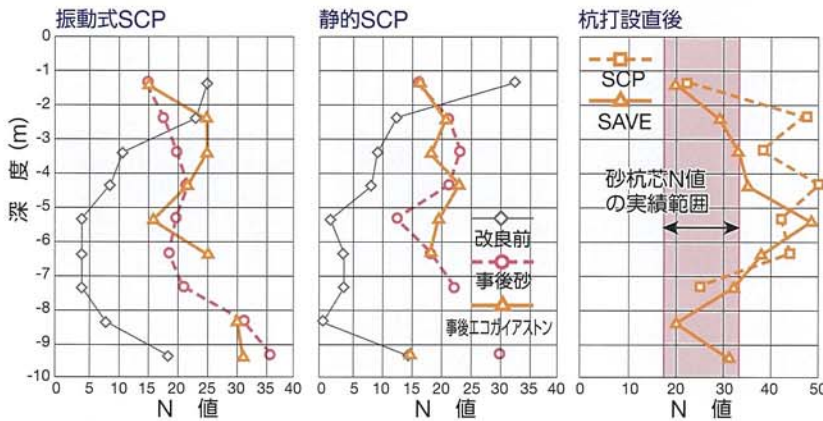 振動式SCP
静的SCP
杭打設直後
0
-1
-2
-3
-4
-5
-6
-7
-8
-9
-10
深 度 (m)
SCP
SAVE
砂杭芯N値
の実績範囲
改良前
事後砂
事後エコガイアストン
0 5 10 15 20 25 30 35 40
0 5 10 15 20 25 30 35 40
0 10 20 30 40 50
N 値
N 値
N 値